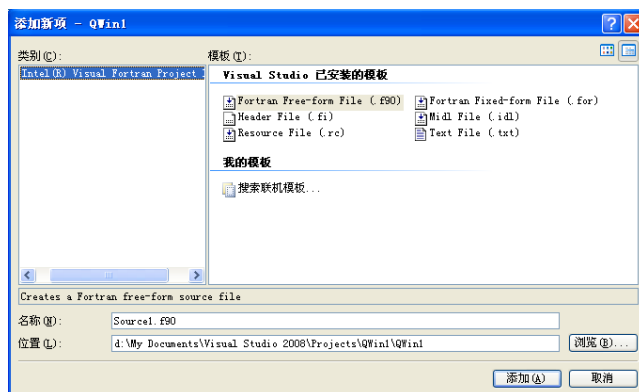 添加新项 - QWin1
类别(C): 模板(T):
Intel(R) Visual Fortran Project
Visual Studio 已安装的模板
Fortran Free-form File (.f90) Fortran Fixed-form File (.for)
Header File (.fi) Midl File (.idl)
Resource File (.rc) Text File (.txt)
我的模板
搜索联机模板...
Creates a Fortran free-form source file
名称(N): Source1.f90
位置(L): d:\My Documents\Visual Studio 2008\Projects\QWin1\QWin1 浏览(B)...
添加(A) 取消